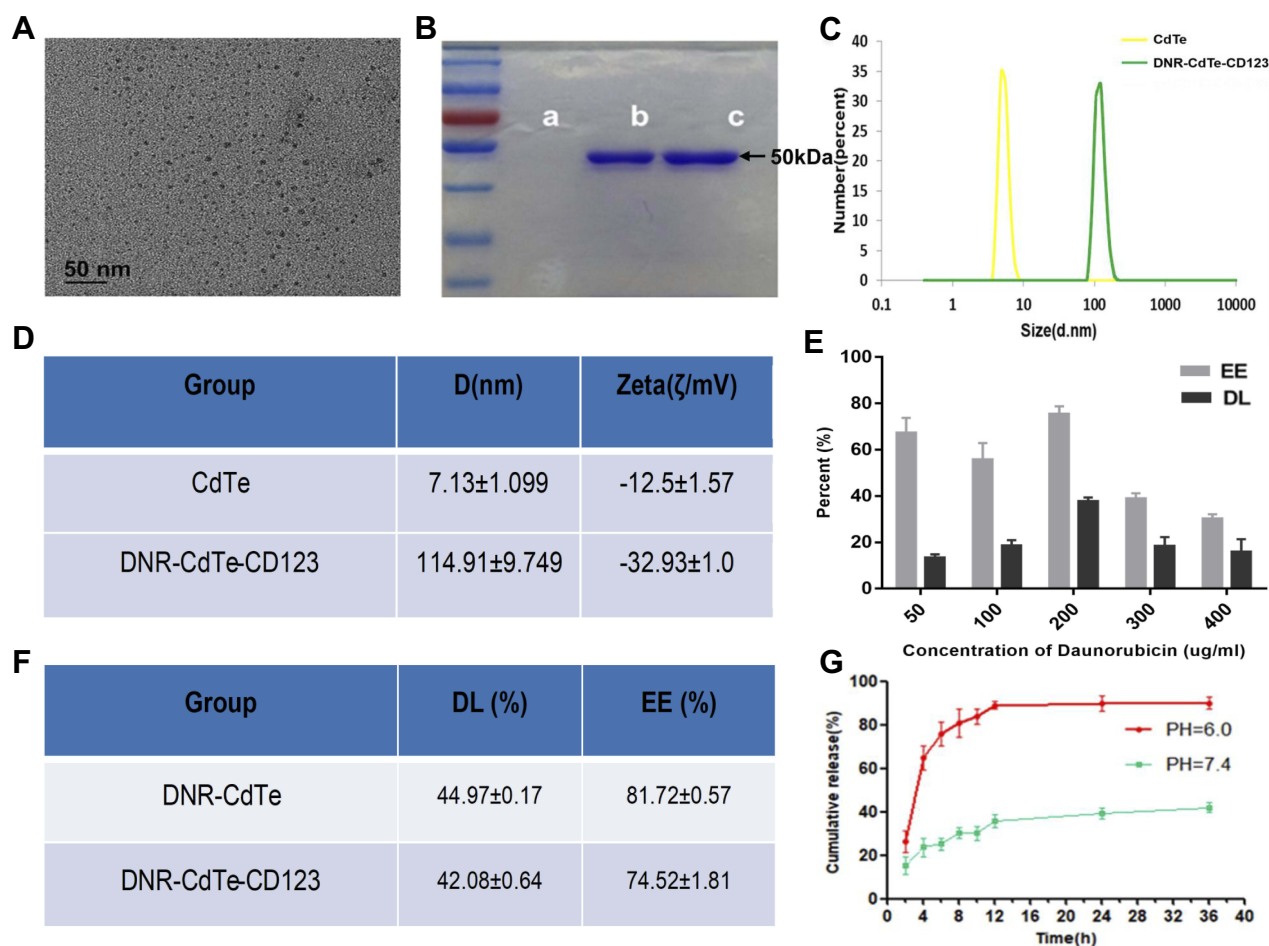 A
50 nm
B
a b c
50kDa
C
CdTe
DNR-CdTe-CD123
40
35
30
25
20
15
10
5
0
Number(percent)
0.1 1 10 100 1000 10000
Size(d.nm)
D
Group D(nm) Zeta(ζ/mV)
CdTe 7.13±1.099 -12.5±1.57
DNR-CdTe-CD123 114.91±9.749 -32.93±1.0
E
EE
DL
100
80
60
40
20
0
Percent (%)
50 100 200 300 400
Concentration of Daunorubicin (ug/ml)
F
Group DL (%) EE (%)
DNR-CdTe 44.97±0.17 81.72±0.57
DNR-CdTe-CD123 42.08±0.64 74.52±1.81
G
100
80
60
40
20
0
Cumulative release(%)
PH=6.0
PH=7.4
0 4 8 12 16 20 24 28 32 36 40
Time(h)